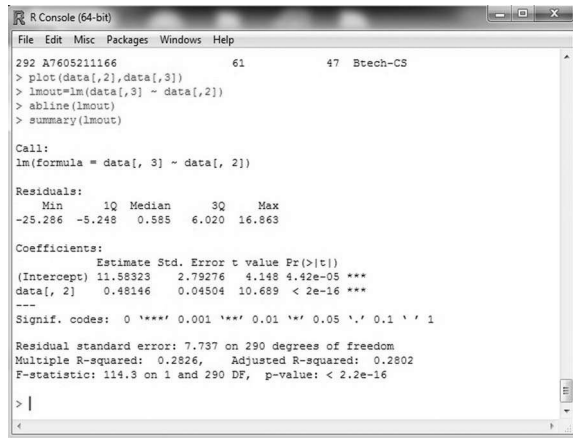 R Console (64-bit)
File Edit Misc Packages Windows Help
292 A7605211166 61 47 Btech-CS
> plot(data[,2],data[,3])
> lmout=lm(data[,3] ~ data[,2])
> abline(lmout)
> summary(lmout)
Call:
lm(formula = data[, 3] ~ data[, 2])
Residuals:
Min 1Q Median 3Q Max
-25.286 -5.248 0.585 6.020 16.863
Coefficients:
Estimate Std. Error t value Pr(>|t|)
(Intercept) 11.58323 2.79276 4.148 4.42e-05 ***
data[, 2] 0.48146 0.04504 10.689 < 2e-16 ***
---
Signif. codes: 0 '***' 0.001 '**' 0.01 '*' 0.05 '.' 0.1 ' ' 1
Residual standard error: 7.737 on 290 degrees of freedom
Multiple R-squared: 0.2826, Adjusted R-squared: 0.2802
F-statistic: 114.3 on 1 and 290 DF, p-value: < 2.2e-16
> |